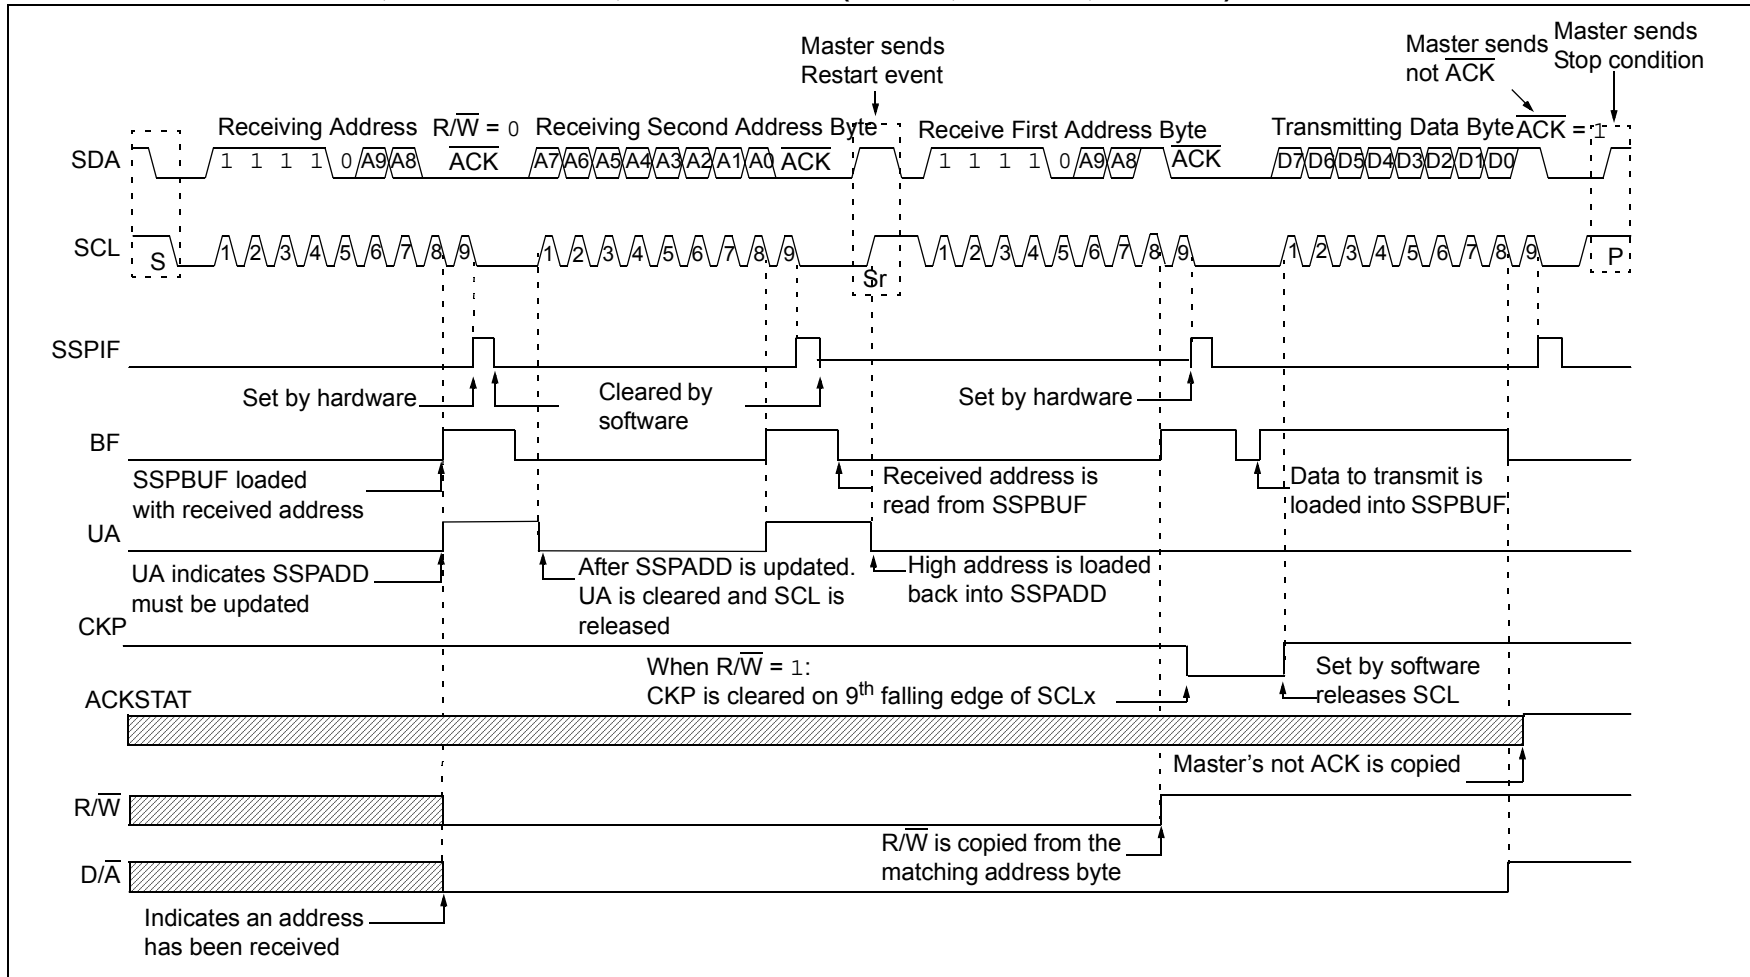 Master sends
Restart event
Master sends
not ACK
Master sends
Stop condition
Receiving Address R/W = 0 Receiving Second Address Byte Receive First Address Byte Transmitting Data Byte ACK = 1
SDA 1 1 1 1 0 A9 A8 ACK A7 A6 A5 A4 A3 A2 A1 A0 ACK 1 1 1 1 0 A9 A8 ACK D7 D6 D5 D4 D3 D2 D1 D0
SCL S 1 2 3 4 5 6 7 8 9 1 2 3 4 5 6 7 8 9 Sr 1 2 3 4 5 6 7 8 9 1 2 3 4 5 6 7 8 9 P
SSPIF
Set by hardware
Cleared by
software
Set by hardware
BF
SSPBUF loaded
with received address
Received address is
read from SSPBUF
Data to transmit is
loaded into SSPBUF
UA
UA indicates SSPADD
must be updated
After SSPADD is updated.
UA is cleared and SCL is
released
High address is loaded
back into SSPADD
CKP
When R/W = 1:
CKP is cleared on 9th falling edge of SCLx
Set by software
releases SCL
ACKSTAT
Master's not ACK is copied
R/W
R/W is copied from the
matching address byte
D/A
Indicates an address
has been received